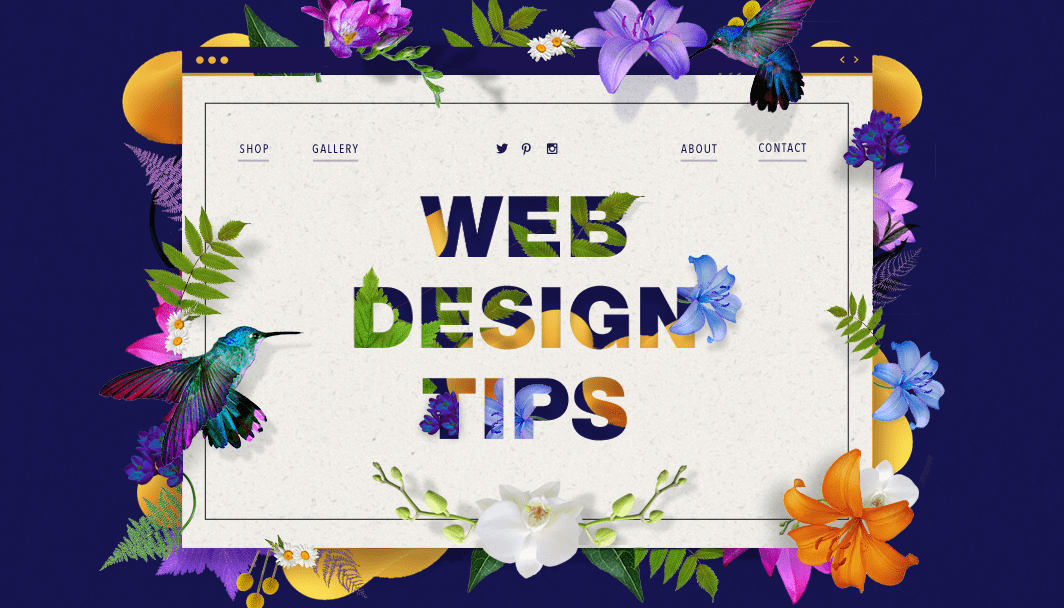 SHOP GALLERY ABOUT CONTACT
WEB
DESIGN
TIPS